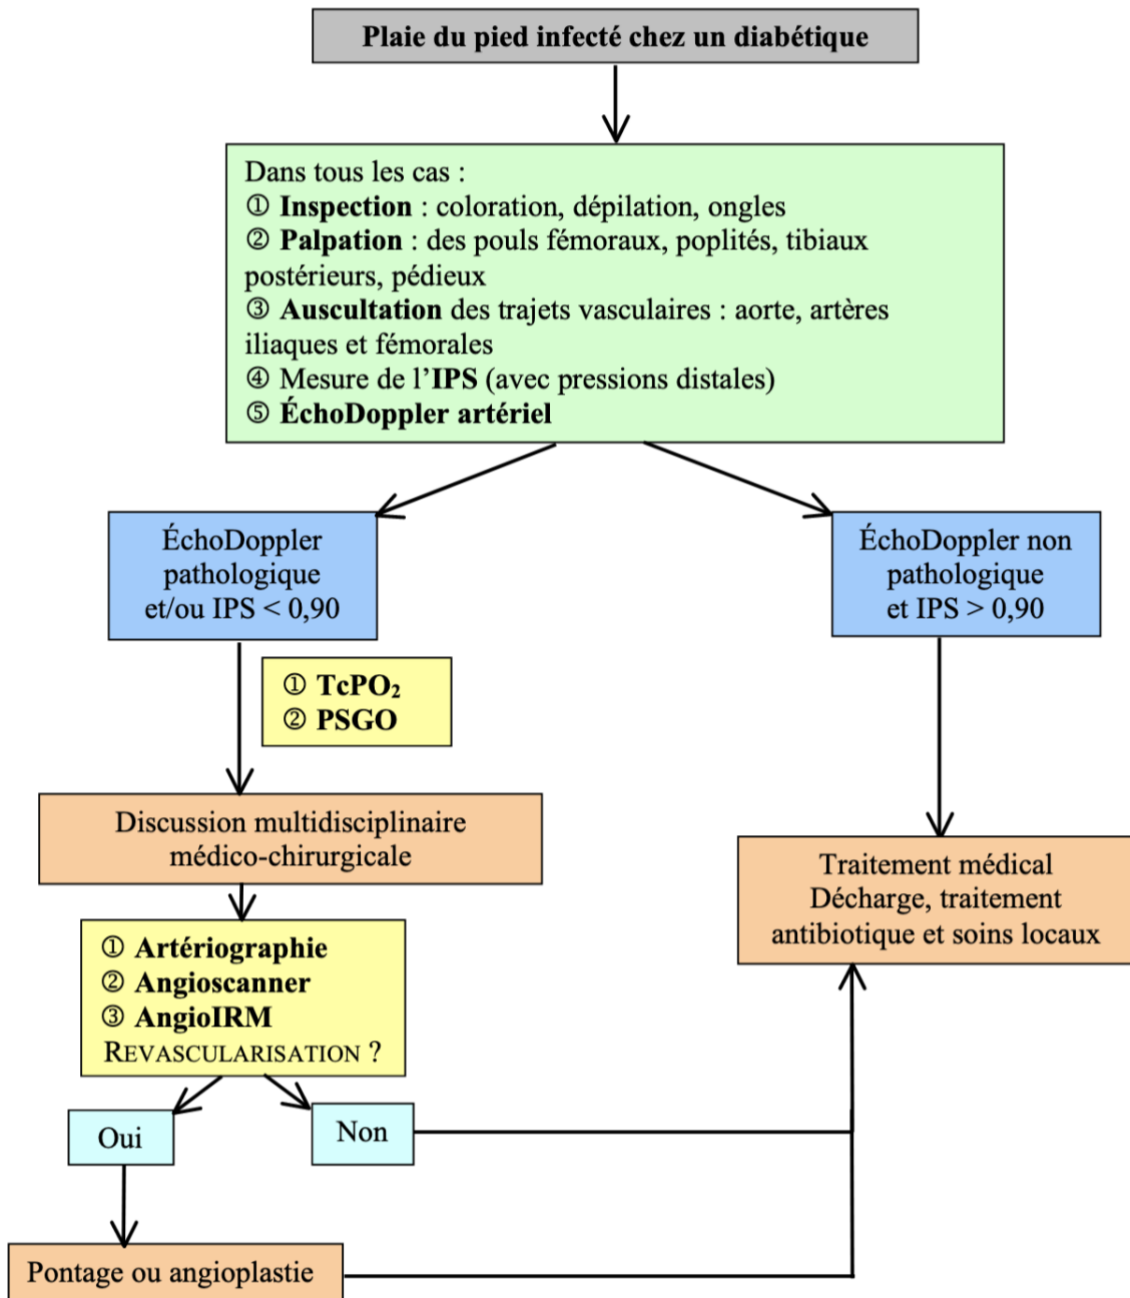 Plaie du pied infecté chez un diabétique
Dans tous les cas :
① Inspection : coloration, dépilation, ongles
② Palpation : des pouls fémoraux, poplités, tibiaux
postérieurs, pédieux
③ Auscultation des trajets vasculaires : aorte, artères
iliaques et fémorales
④ Mesure de l’IPS (avec pressions distales)
⑤ ÉchoDoppler artériel
ÉchoDoppler
pathologique
et/ou IPS < 0,90
ÉchoDoppler non
pathologique
et IPS > 0,90
① TcPO₂
② PSGO
Discussion multidisciplinaire
médico-chirurgicale
Traitement médical
Décharge, traitement
antibiotique et soins locaux
① Artériographie
② Angioscanner
③ AngioIRM
REVASCULARISATION ?
Oui
Non
Pontage ou angioplastie